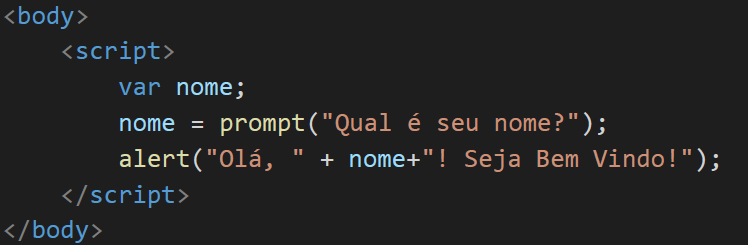 <body>
    <script>
        var nome;
        nome = prompt("Qual é seu nome?");
        alert("Olá, " + nome+"! Seja Bem Vindo!");
    </script>
</body>